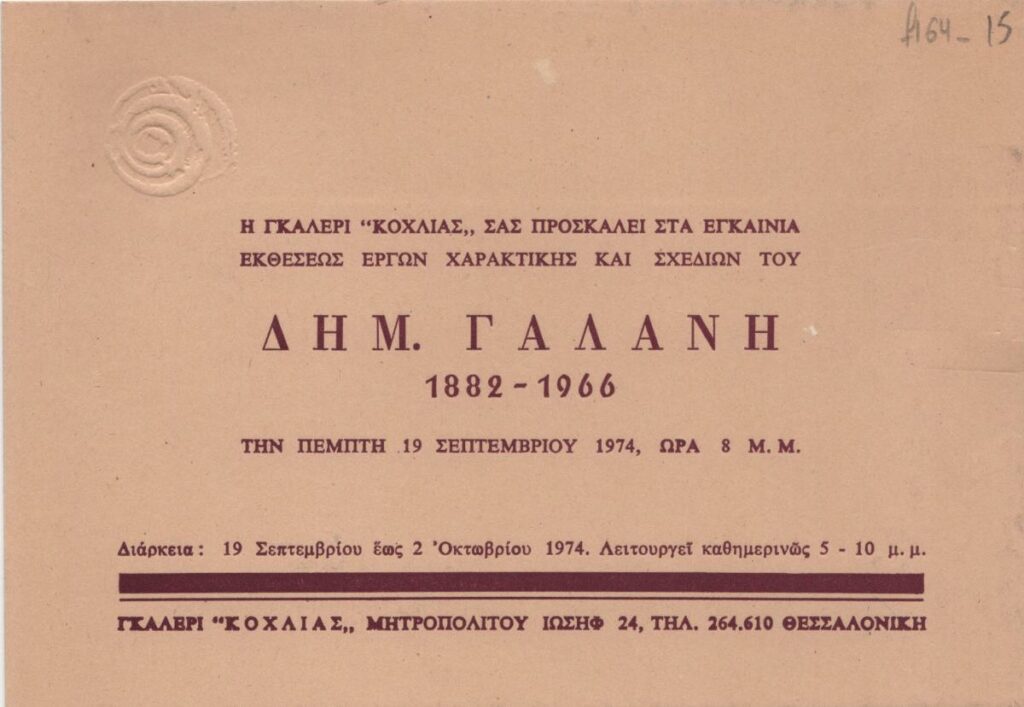 A64-15
Η ΓΚΑΛΕΡΙ "ΚΟΧΛΙΑΣ,, ΣΑΣ ΠΡΟΣΚΑΛΕΙ ΣΤΑ ΕΓΚΑΙΝΙΑ
ΕΚΘΕΣΕΩΣ ΕΡΓΩΝ ΧΑΡΑΚΤΙΚΗΣ ΚΑΙ ΣΧΕΔΙΩΝ ΤΟΥ
ΔΗΜ. ΓΑΛΑΝΗ
1882-1966
ΤΗΝ ΠΕΜΠΤΗ 19 ΣΕΠΤΕΜΒΡΙΟΥ 1974, ΩΡΑ 8 Μ.Μ.
Διάρκεια: 19 Σεπτεμβρίου ἕως 2 Ὀκτωβρίου 1974. Λειτουργεῖ καθημερινῶς 5 - 10 μ.μ.
ΓΚΑΛΕΡΙ "ΚΟΧΛΙΑΣ,, ΜΗΤΡΟΠΟΛΙΤΟΥ ΙΩΣΗΦ 24, ΤΗΛ. 264.610 ΘΕΣΣΑΛΟΝΙΚΗ